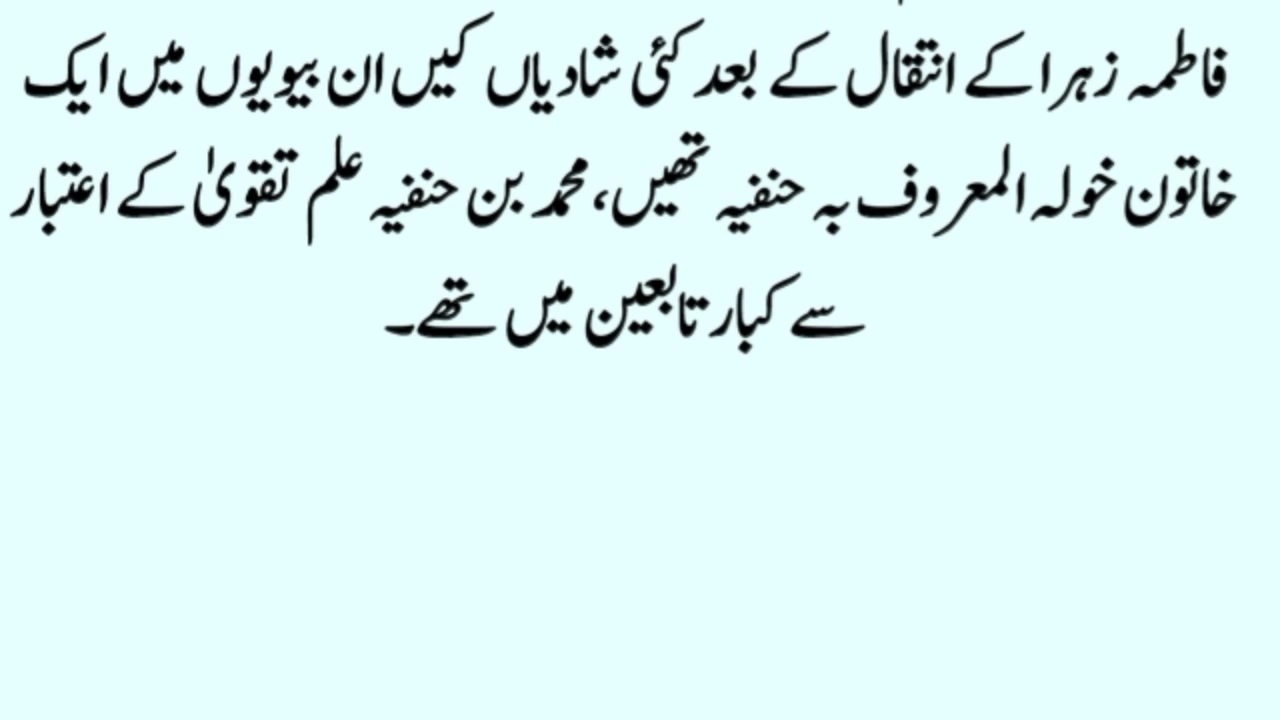 فاطمہ زہرا کے انتقال کے بعد کئی شادیاں کیں ان بیویوں میں ایک
خاتون خولہ المعروف بہ حنفیہ تھیں، محمد بن حنفیہ علم تقویٰ کے اعتبار
سے کبار تابعین میں تھے۔